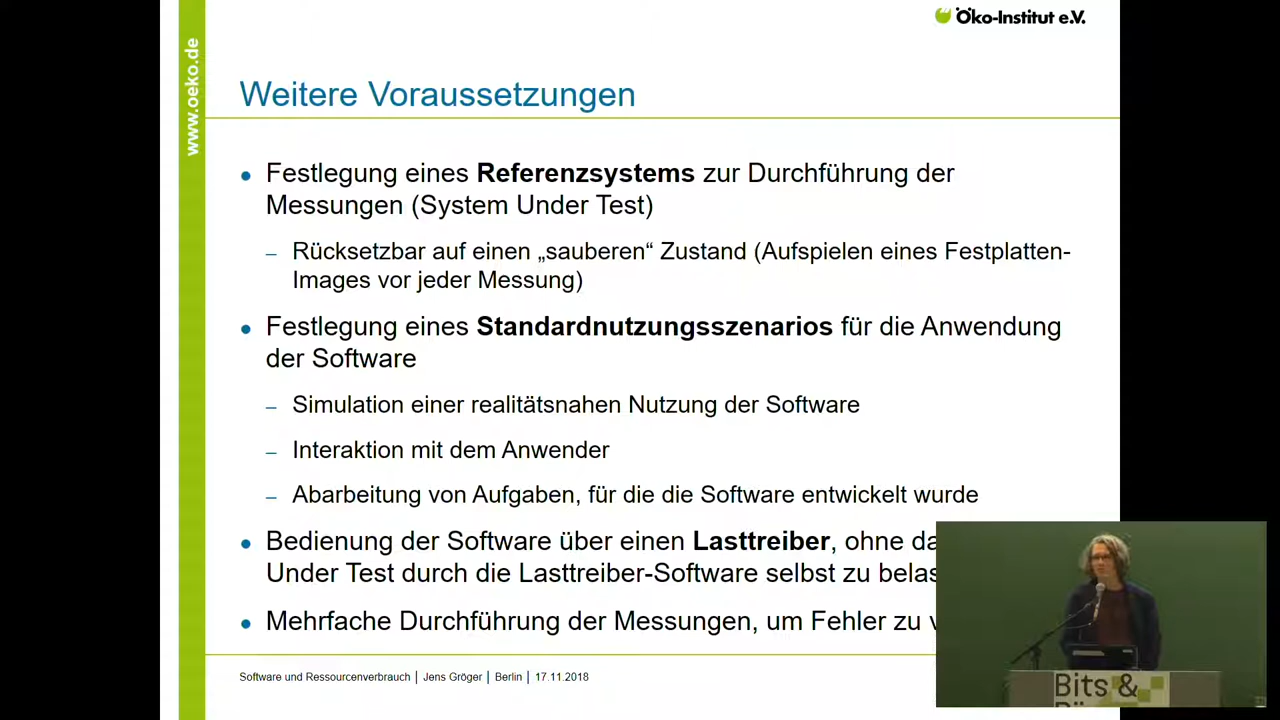 Öko-Institut e.V.
www.oeko.de
Weitere Voraussetzungen
• Festlegung eines Referenzsystems zur Durchführung der
Messungen (System Under Test)
– Rücksetzbar auf einen „sauberen“ Zustand (Aufspielen eines Festplatten-
Images vor jeder Messung)
• Festlegung eines Standardnutzungsszenarios für die Anwendung
der Software
– Simulation einer realitätsnahen Nutzung der Software
– Interaktion mit dem Anwender
– Abarbeitung von Aufgaben, für die die Software entwickelt wurde
• Bedienung der Software über einen Lasttreiber, ohne
Under Test durch die Lasttreiber-Software selbst zu
• Mehrfache Durchführung der Messungen, um Fehler zu
Software und Ressourcenverbrauch | Jens Gröger | Berlin | 17.11.2018
Bits &